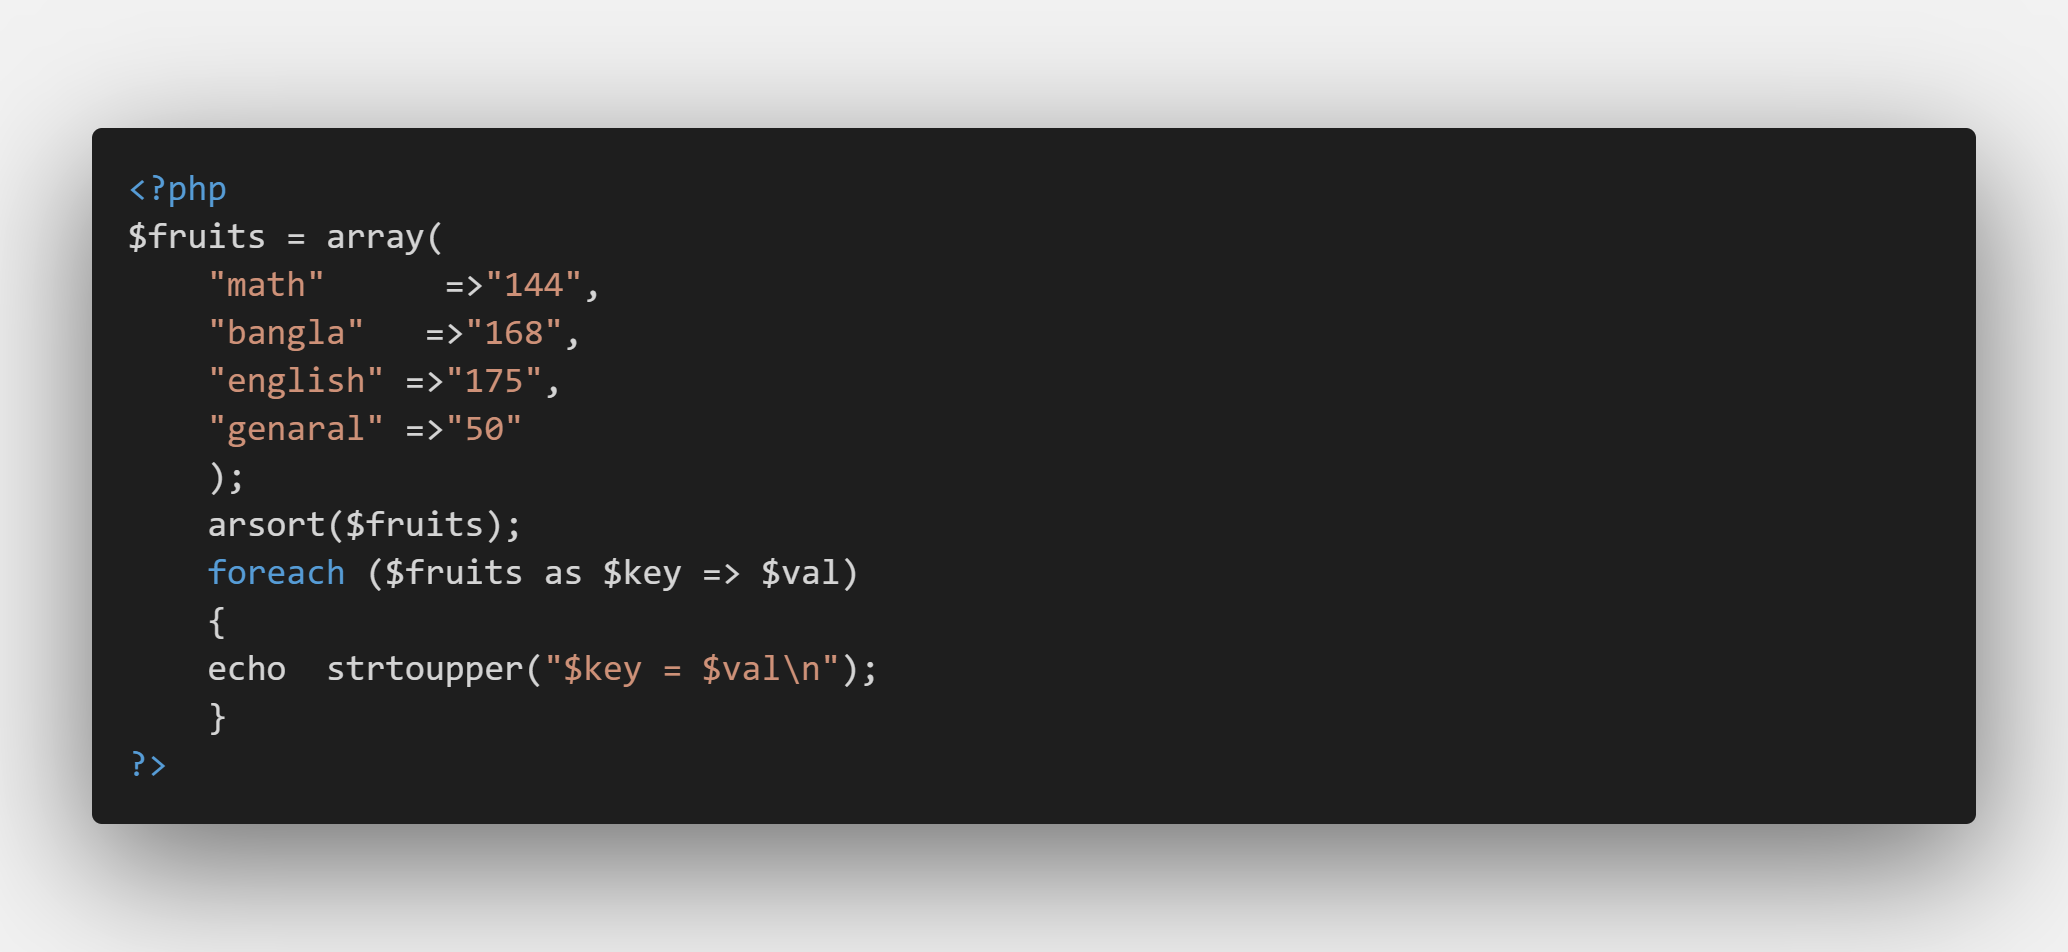 <?php
$fruits = array(
    "math"      =>"144",
    "bangla"   =>"168",
    "english" =>"175",
    "genaral" =>"50"
    );
    arsort($fruits);
    foreach ($fruits as $key => $val)
    {
    echo  strtoupper("$key = $val\n");
    }
?>